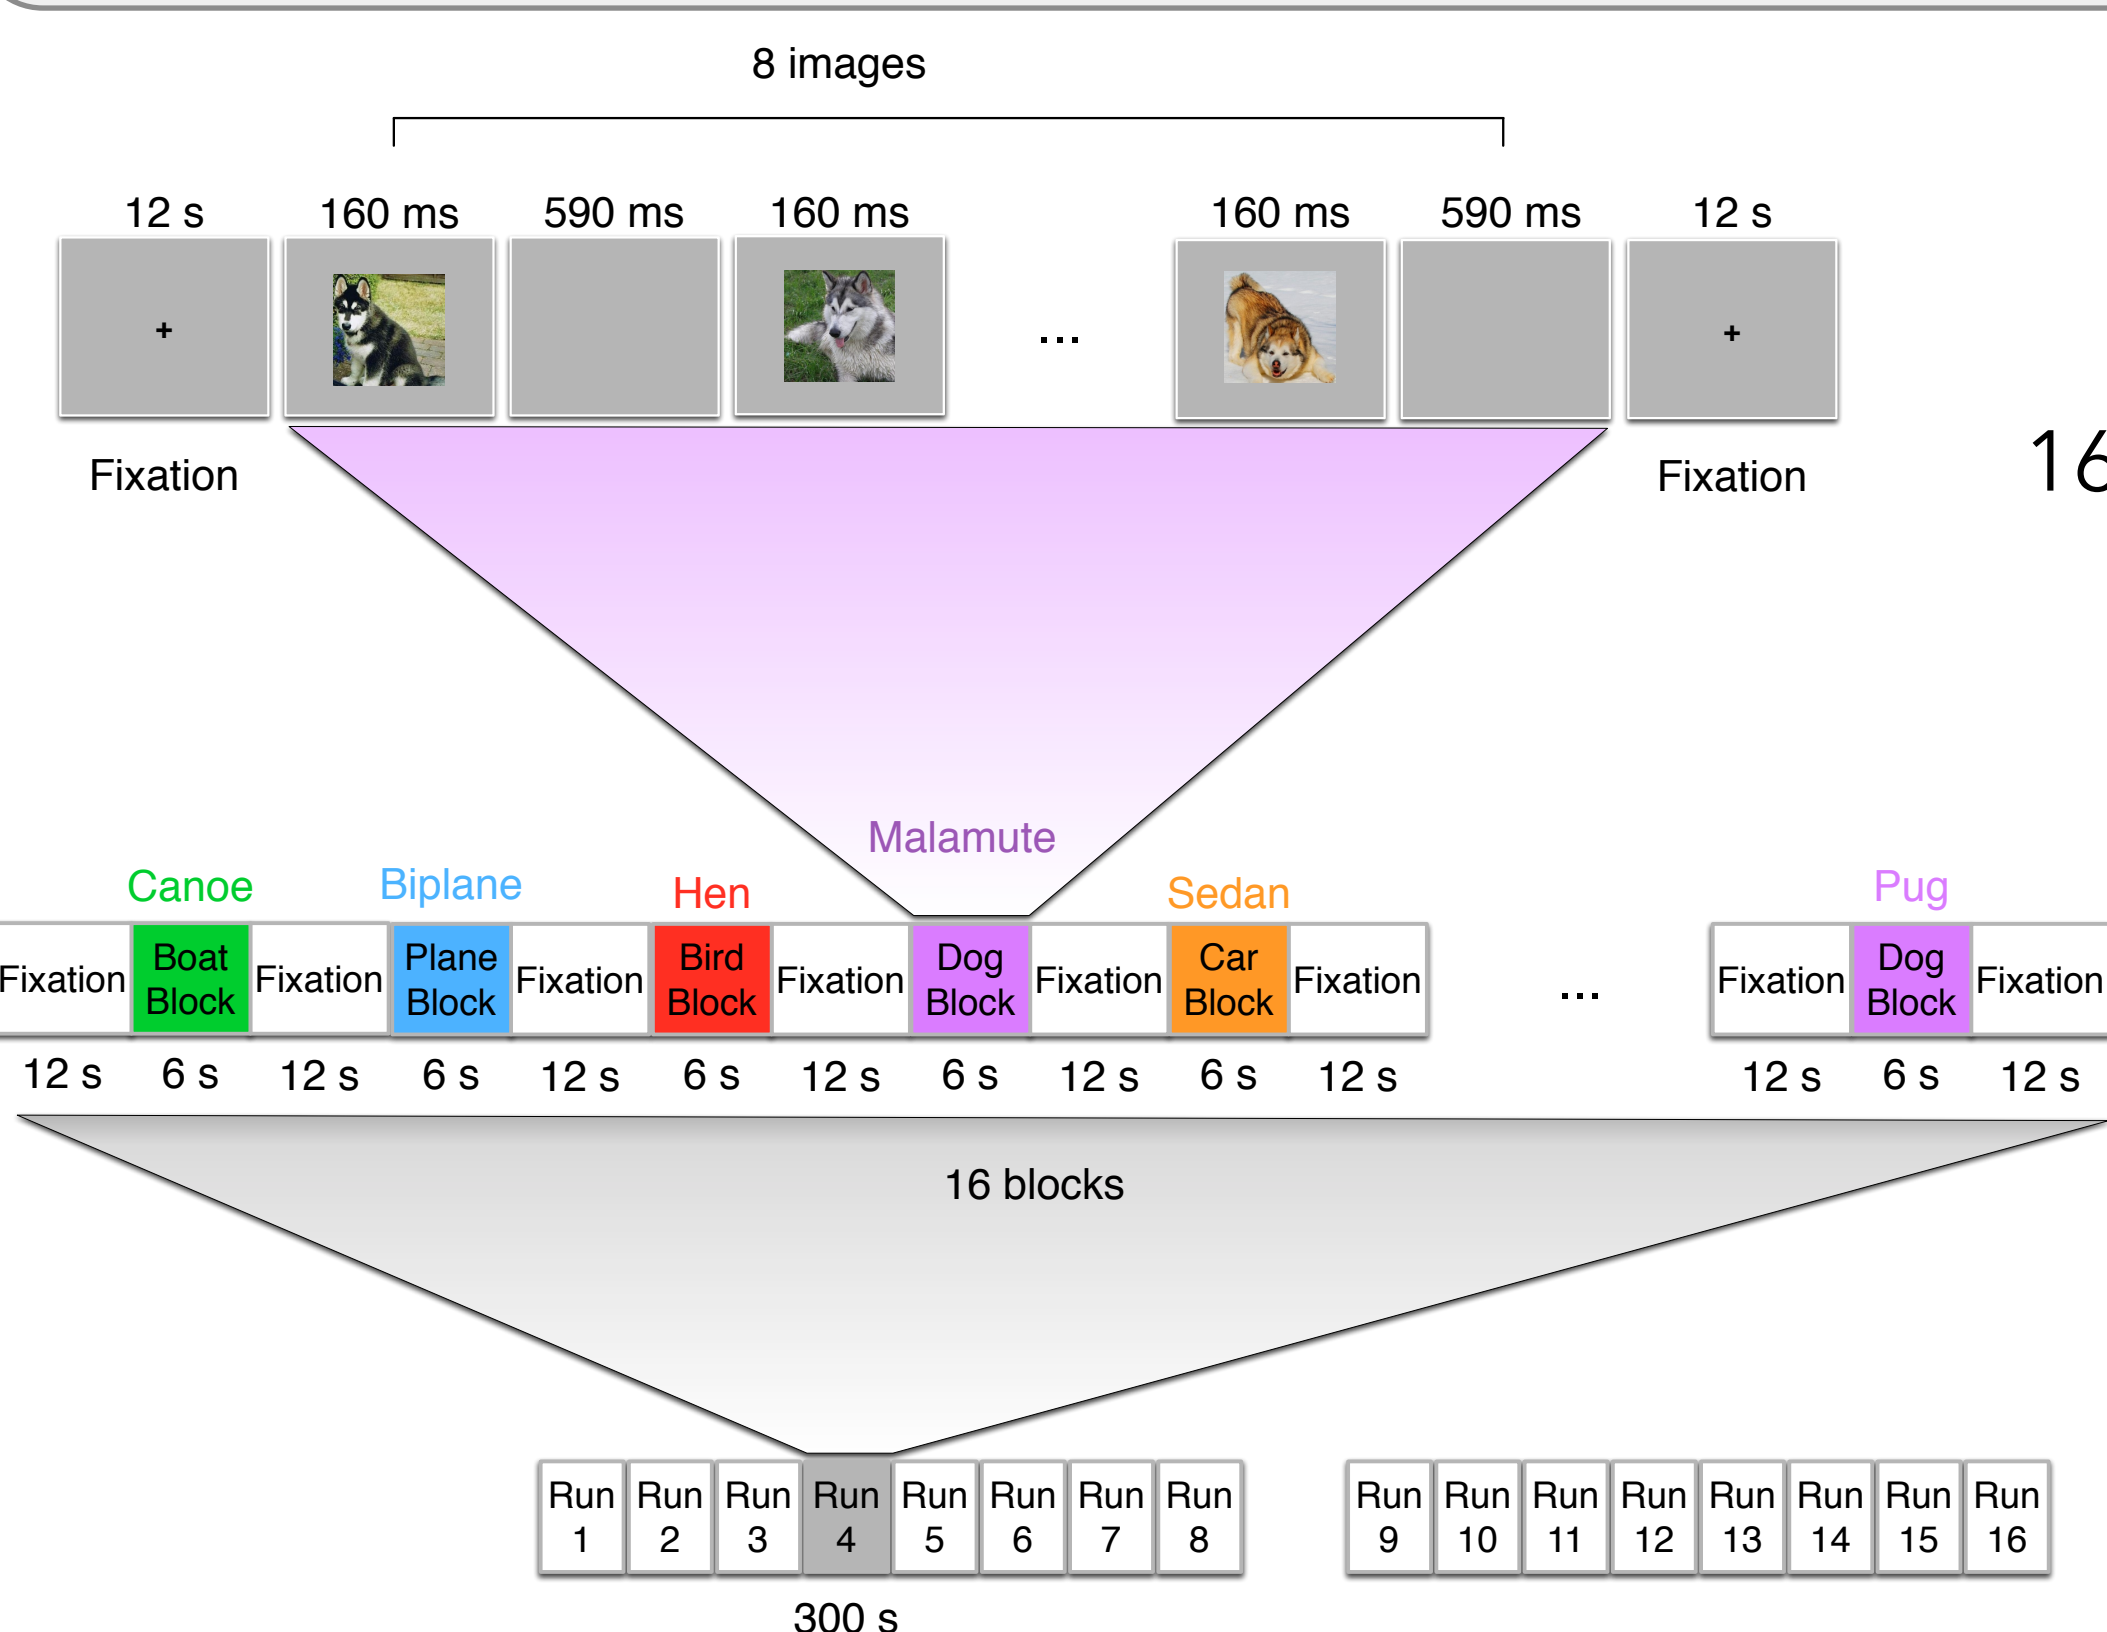 8 images
12 s 160 ms 590 ms 160 ms 160 ms 590 ms 12 s
+ ... +
Fixation Fixation 16
Malamute
Canoe Biplane Hen Sedan Pug
Fixation Boat Block Fixation Plane Block Fixation Bird Block Fixation Dog Block Fixation Car Block Fixation ... Fixation Dog Block Fixation
12 s 6 s 12 s 6 s 12 s 6 s 12 s 6 s 12 s 6 s 12 s 12 s 6 s 12 s
16 blocks
Run 1 Run 2 Run 3 Run 4 Run 5 Run 6 Run 7 Run 8 Run 9 Run 10 Run 11 Run 12 Run 13 Run 14 Run 15 Run 16
300 s